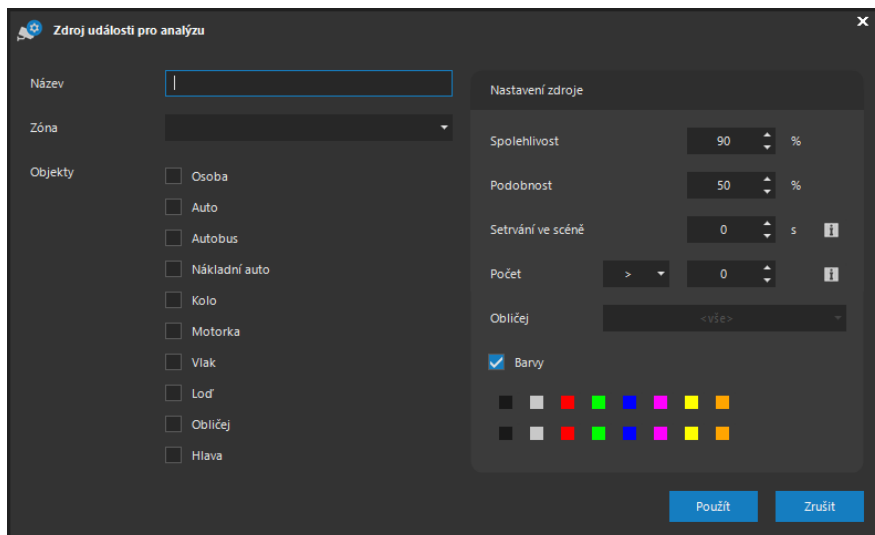 Zdroj události pro analýzu
Název
Zóna
Objekty
Osoba
Auto
Autobus
Nákladní auto
Kolo
Motorka
Vlak
Loď
Obličej
Hlava
Nastavení zdroje
Spolehlivost 90 %
Podobnost 50 %
Setrvání ve scéně 0 s
Počet > 0
Obličej <vše>
Barvy
Použít Zrušit